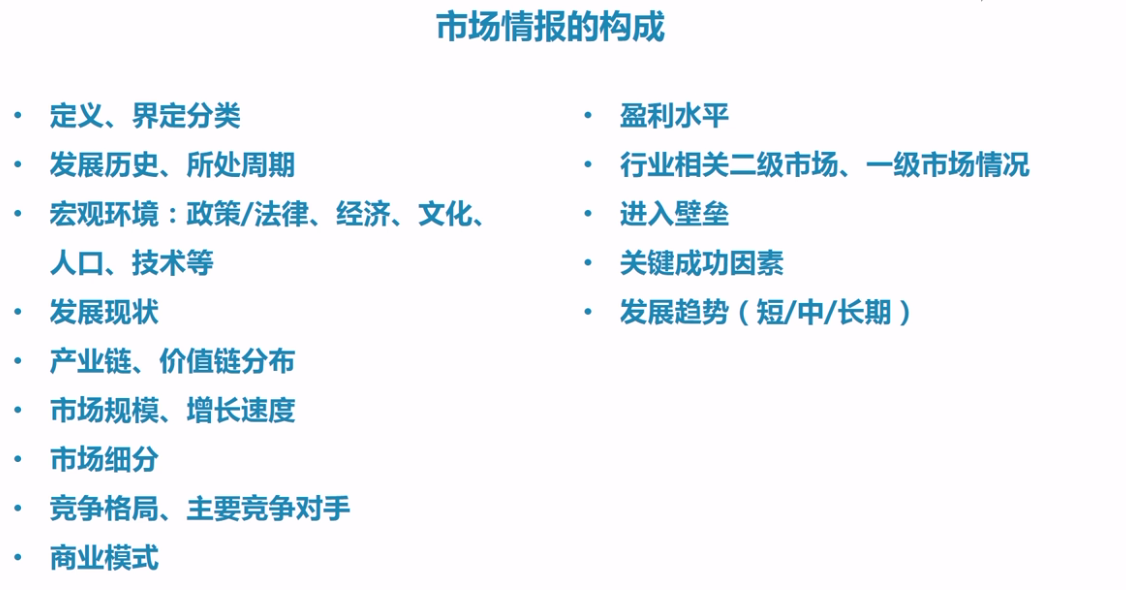 市场情报的构成
• 定义、界定分类
• 发展历史、所处周期
• 宏观环境：政策/法律、经济、文化、
人口、技术等
• 发展现状
• 产业链、价值链分布
• 市场规模、增长速度
• 市场细分
• 竞争格局、主要竞争对手
• 商业模式
• 盈利水平
• 行业相关二级市场、一级市场情况
• 进入壁垒
• 关键成功因素
• 发展趋势（短/中/长期）